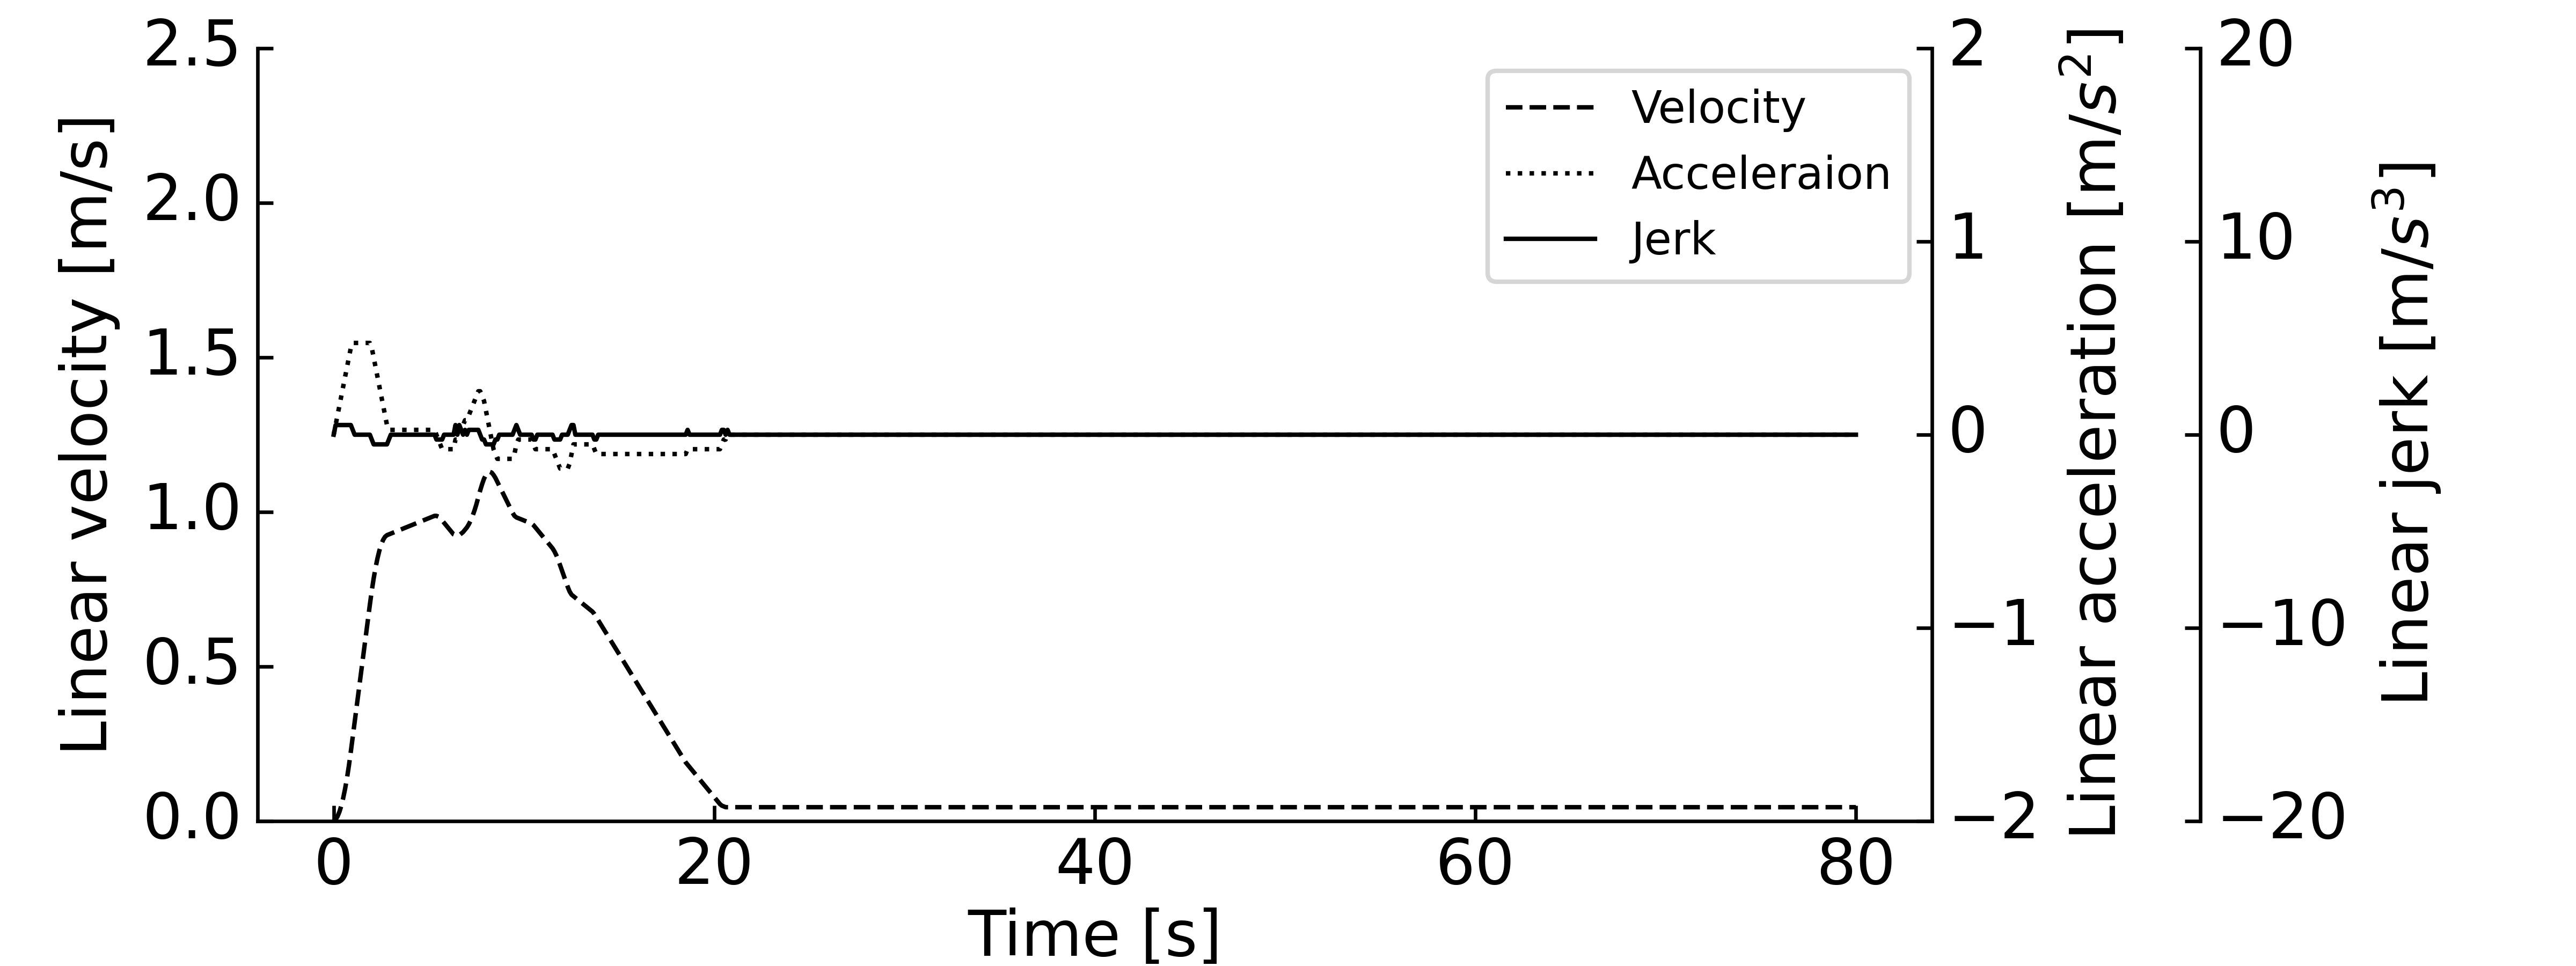 Linear velocity [m/s]
2.5
2.0
1.5
1.0
0.5
0.0
0 20 40 60 80
Time [s]
Velocity
Acceleraion
Jerk
2
1
0
−1
−2
Linear acceleration [m/s²]
20
10
0
−10
−20
Linear jerk [m/s³]